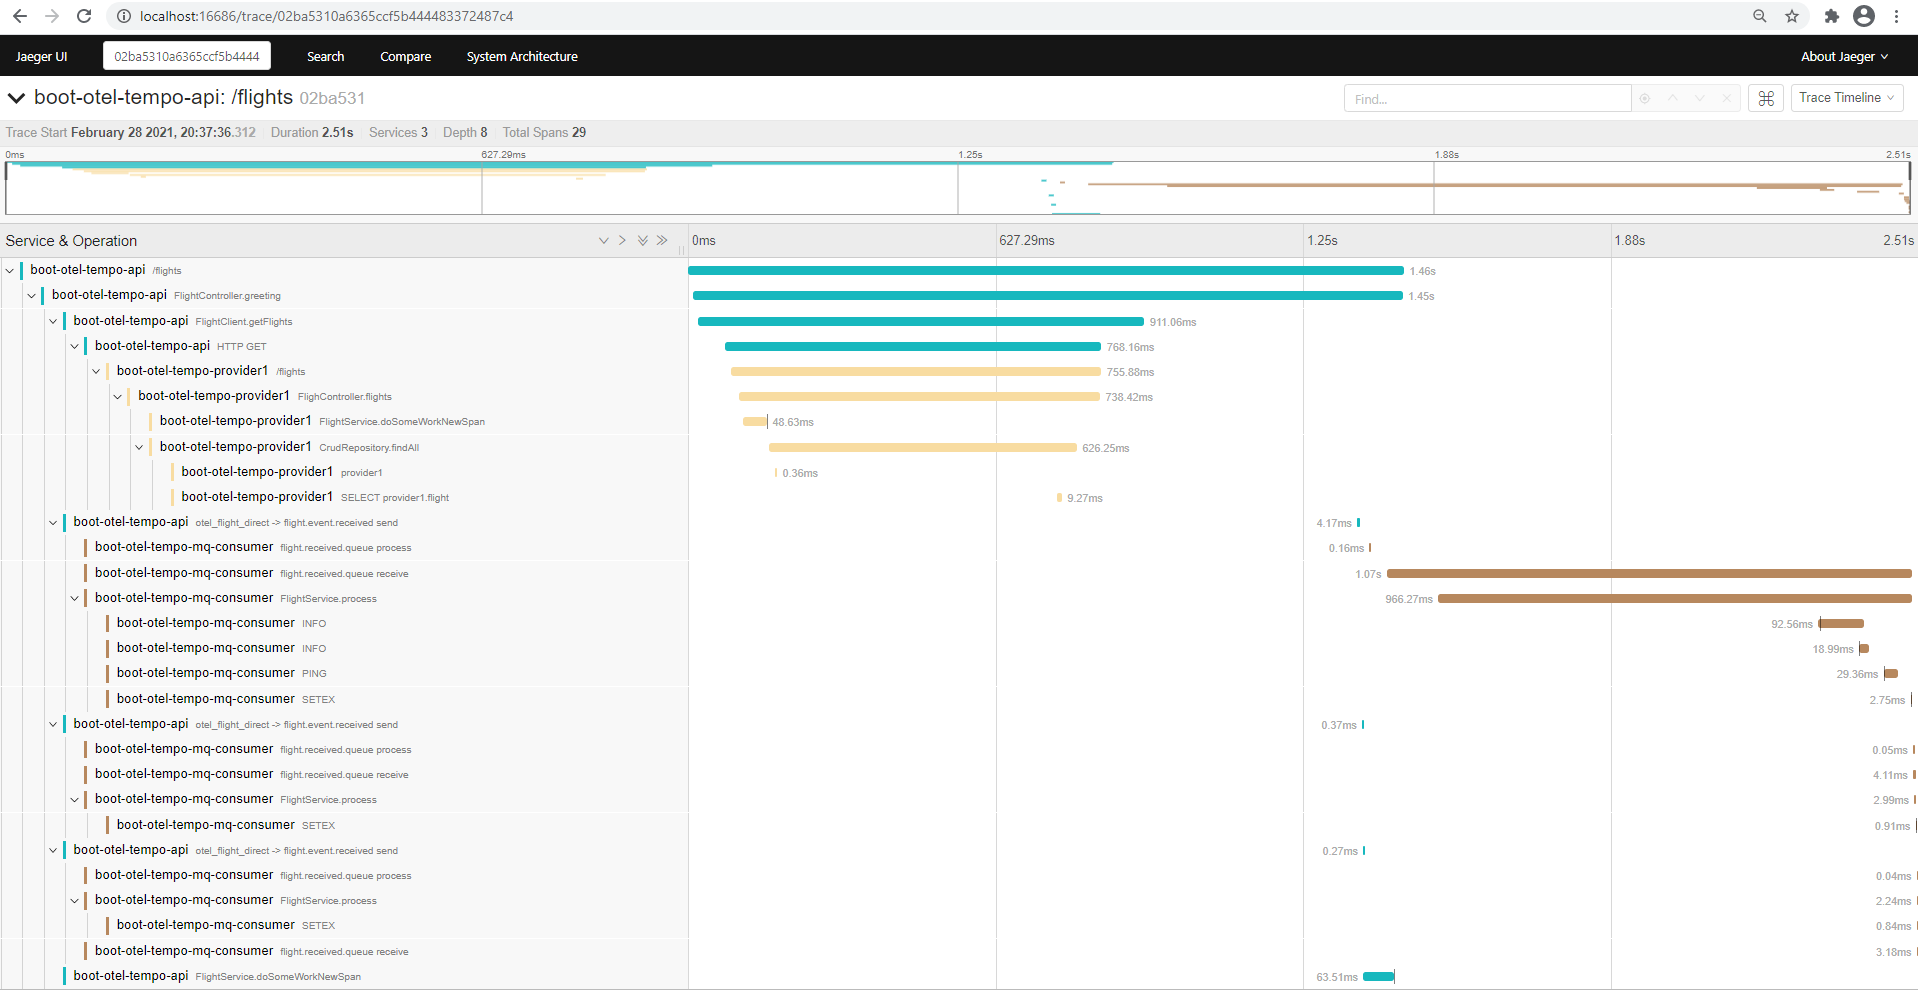 localhost:16686/trace/02ba5310a6365ccf5b444483372487c4
Jaeger UI 02ba5310a6365ccf5b4444 Search Compare System Architecture About Jaeger
boot-otel-tempo-api: /flights 02ba531 Find... Trace Timeline
Trace Start February 28 2021, 20:37:36.312 Duration 2.51s Services 3 Depth 8 Total Spans 29
0ms 627.29ms 1.25s 1.88s 2.51s
Service & Operation 0ms 627.29ms 1.25s 1.88s 2.51s
boot-otel-tempo-api /flights 1.46s
boot-otel-tempo-api FlightController.greeting 1.45s
boot-otel-tempo-api FlightClient.getFlights 911.06ms
boot-otel-tempo-api HTTP GET 768.16ms
boot-otel-tempo-provider1 /flights 755.88ms
boot-otel-tempo-provider1 FlighController.flights 738.42ms
boot-otel-tempo-provider1 FlightService.doSomeWorkNewSpan 48.63ms
boot-otel-tempo-provider1 CrudRepository.findAll 626.25ms
boot-otel-tempo-provider1 provider1 0.36ms
boot-otel-tempo-provider1 SELECT provider1.flight 9.27ms
boot-otel-tempo-api otel_flight_direct -> flight.event.received send 4.17ms
boot-otel-tempo-mq-consumer flight.received.queue process 0.16ms
boot-otel-tempo-mq-consumer flight.received.queue receive 1.07s
boot-otel-tempo-mq-consumer FlightService.process 966.27ms
boot-otel-tempo-mq-consumer INFO 92.56ms
boot-otel-tempo-mq-consumer INFO 18.99ms
boot-otel-tempo-mq-consumer PING 29.36ms
boot-otel-tempo-mq-consumer SETEX 2.75ms
boot-otel-tempo-api otel_flight_direct -> flight.event.received send 0.37ms
boot-otel-tempo-mq-consumer flight.received.queue process 0.05ms
boot-otel-tempo-mq-consumer flight.received.queue receive 4.11ms
boot-otel-tempo-mq-consumer FlightService.process 2.99ms
boot-otel-tempo-mq-consumer SETEX 0.91ms
boot-otel-tempo-api otel_flight_direct -> flight.event.received send 0.27ms
boot-otel-tempo-mq-consumer flight.received.queue process 0.04ms
boot-otel-tempo-mq-consumer FlightService.process 2.24ms
boot-otel-tempo-mq-consumer SETEX 0.84ms
boot-otel-tempo-mq-consumer flight.received.queue receive 3.18ms
boot-otel-tempo-api FlightService.doSomeWorkNewSpan 63.51ms